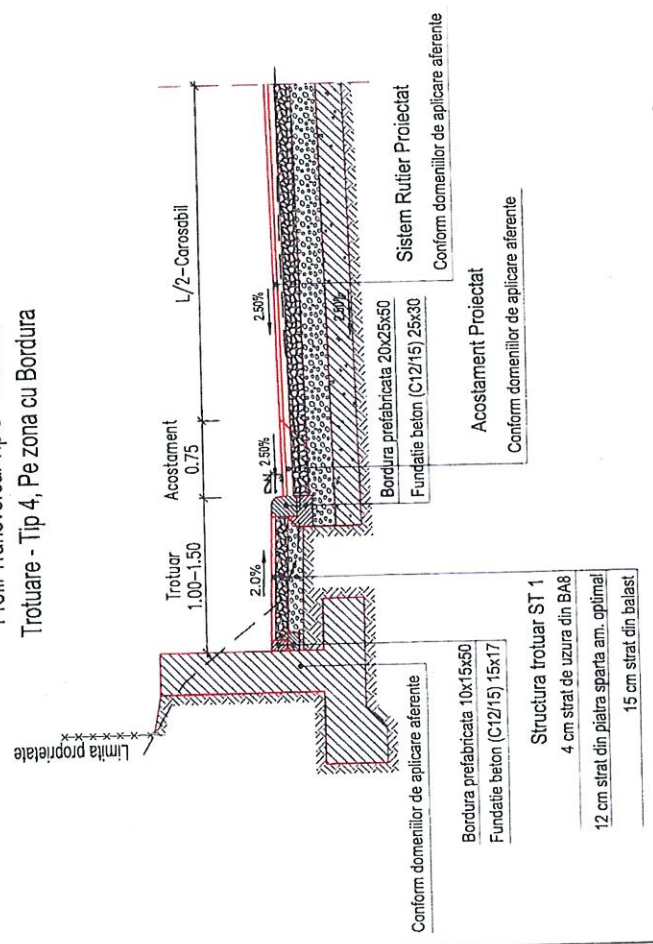 Trotuare - Tip 4, Pe zona cu Bordura
Limita proprietate
Trotuar
1.00-1.50
Acostament
0.75
L/2-Carosabil
2.0%
2.50%
2.50%
2.50%
Conform domeniilor de aplicare aferente
Bordura prefabricata 10x15x50
Fundatie beton (C12/15) 15x17
Structura trotuar ST 1
4 cm strat de uzura din BA8
12 cm strat din piatra sparta am. optimal
15 cm strat din balast
Bordura prefabricata 20x25x50
Fundatie beton (C12/15) 25x30
Acostament Proiectat
Conform domeniilor de aplicare aferente
Sistem Rutier Proiectat
Conform domeniilor de aplicare aferente